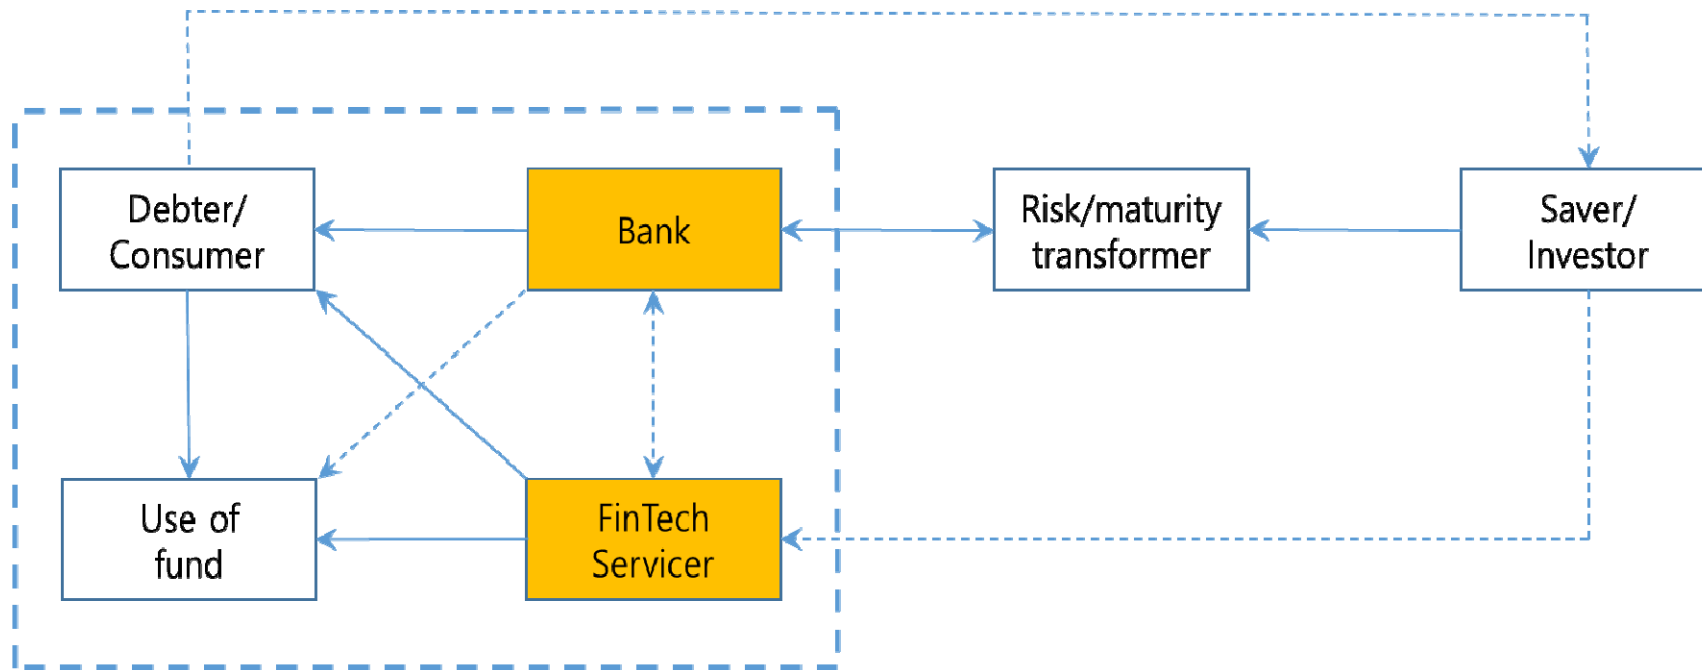 Debter/
Consumer
Bank
Risk/maturity
transformer
Saver/
Investor
Use of
fund
FinTech
Servicer